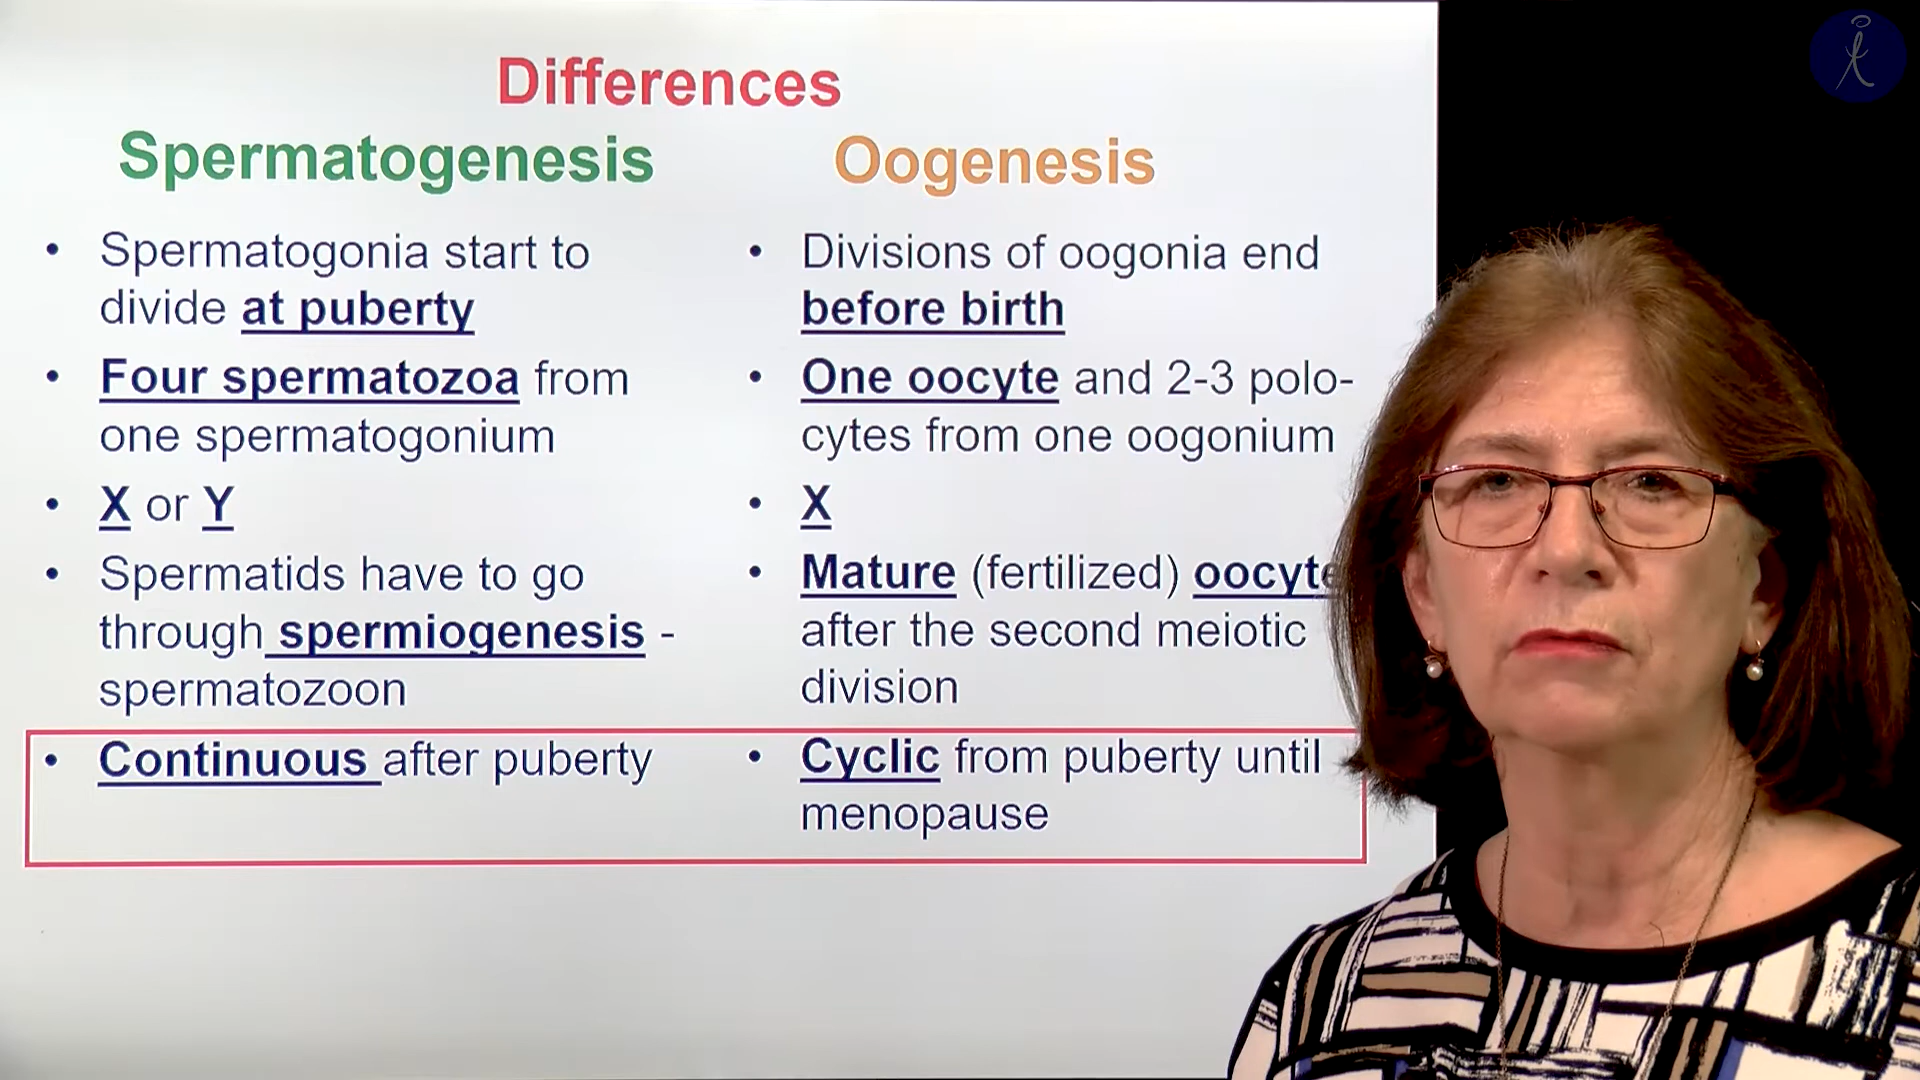 Differences
Spermatogenesis
Oogenesis
• Spermatogonia start to
divide at puberty
• Four spermatozoa from
one spermatogonium
• X or Y
• Spermatids have to go
through spermiogenesis -
spermatozoon
• Continuous after puberty
• Divisions of oogonia end
before birth
• One oocyte and 2-3 polo-
cytes from one oogonium
• X
• Mature (fertilized) oocyte
after the second meiotic
division
• Cyclic from puberty until
menopause